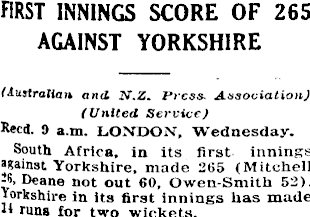 FIRST INNINGS SCORE OF 265
AGAINST YORKSHIRE
(Australian and N.Z. Press Association)
(United Service)
Recd. 9 a.m. LONDON, Wednesday.
South Africa, in its first innings
against Yorkshire, made 265 (Mitchell
26, Deane not out 60, Owen-Smith 52).
Yorkshire in its first innings has made
14 runs for two wickets.